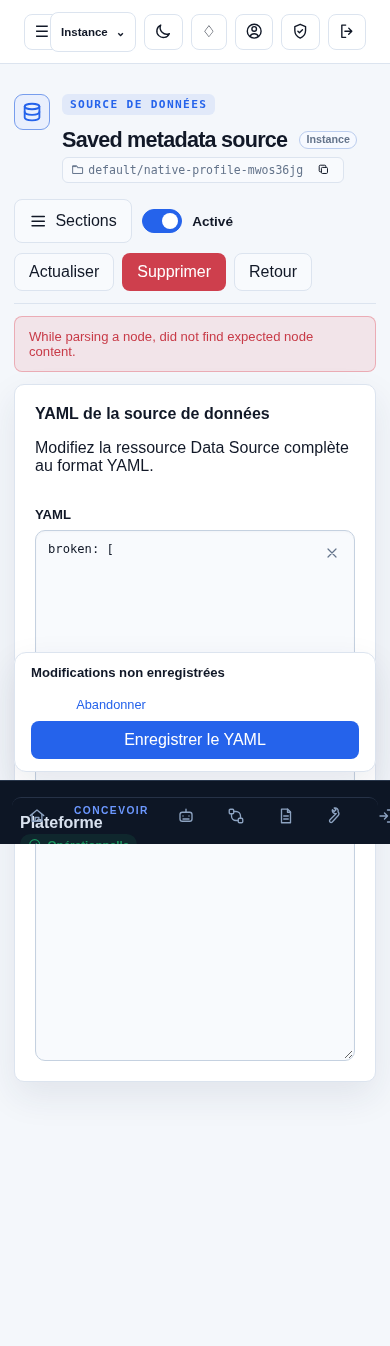 Instance
SOURCE DE DONNÉES
Saved metadata source Instance
default/native-profile-mwos36jg
Sections Activé
Actualiser Supprimer Retour
While parsing a node, did not find expected node
content.
YAML de la source de données
Modifiez la ressource Data Source complète
au format YAML.
YAML
broken: [
Modifications non enregistrées
Abandonner
Enregistrer le YAML
CONCEVOIR
Plateforme
Opérationnelle